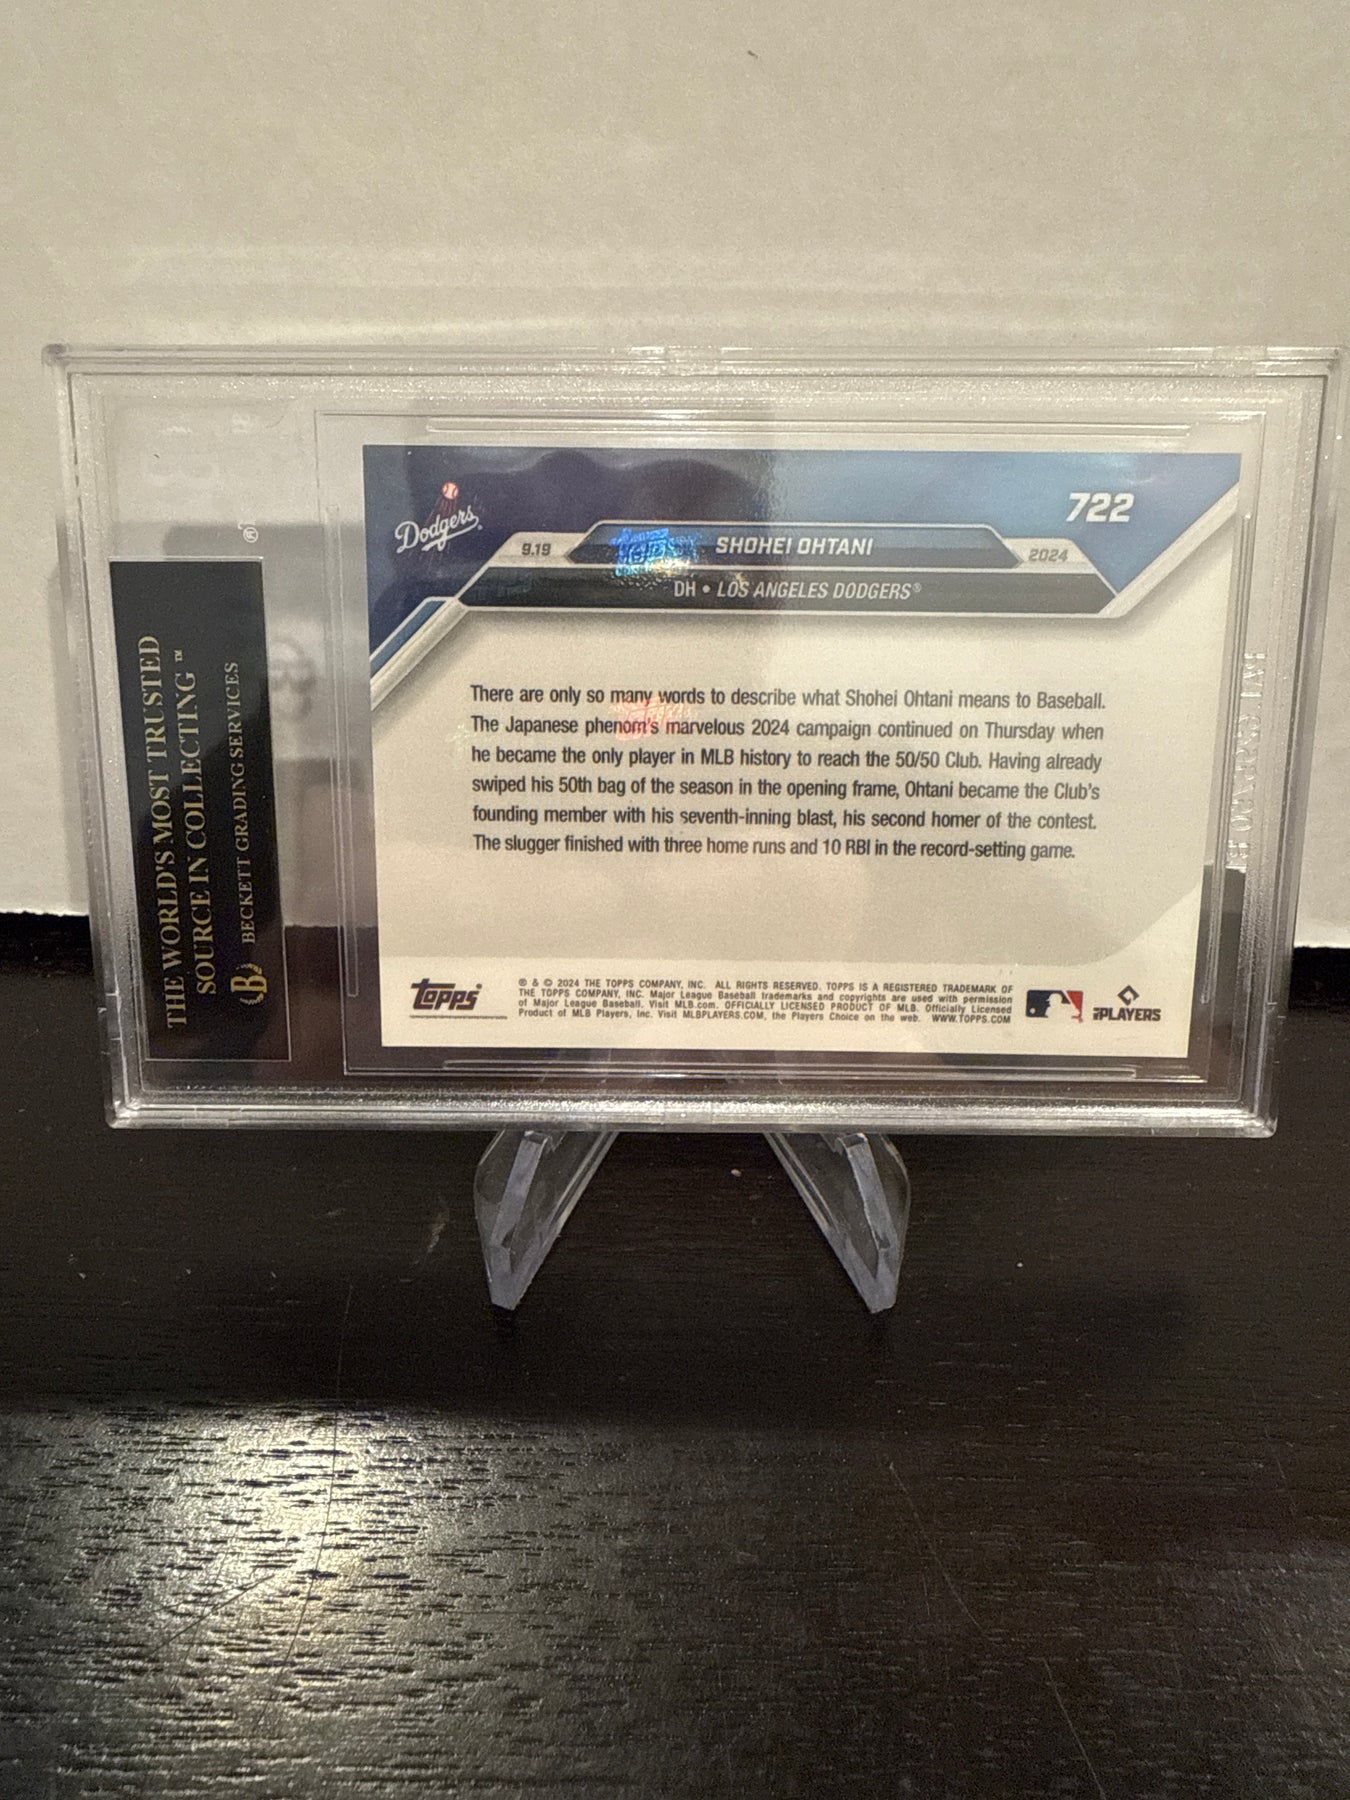 Dodgers
722
9.19
SHOHEI OHTANI
2024
DH • LOS ANGELES DODGERS®
There are only so many words to describe what Shohei Ohtani means to Baseball.
The Japanese phenom's marvelous 2024 campaign continued on Thursday when
he became the only player in MLB history to reach the 50/50 Club. Having already
swiped his 50th bag of the season in the opening frame, Ohtani became the Club's
founding member with his seventh-inning blast, his second homer of the contest.
The slugger finished with three home runs and 10 RBI in the record-setting game.
topps
® & © 2024 THE TOPPS COMPANY, INC. ALL RIGHTS RESERVED. TOPPS IS A REGISTERED TRADEMARK OF
THE TOPPS COMPANY, INC. Major League Baseball trademarks and copyrights are used with permission
of Major League Baseball. Visit MLB.com. OFFICIALLY LICENSED PRODUCT OF MLB. Officially Licensed
Product of MLB Players, Inc. Visit MLBPLAYERS.COM, the Players Choice on the web. WWW.TOPPS.COM
PLAYERS
THE WORLD'S MOST TRUSTED
SOURCE IN COLLECTING™
B BECKETT GRADING SERVICES
®